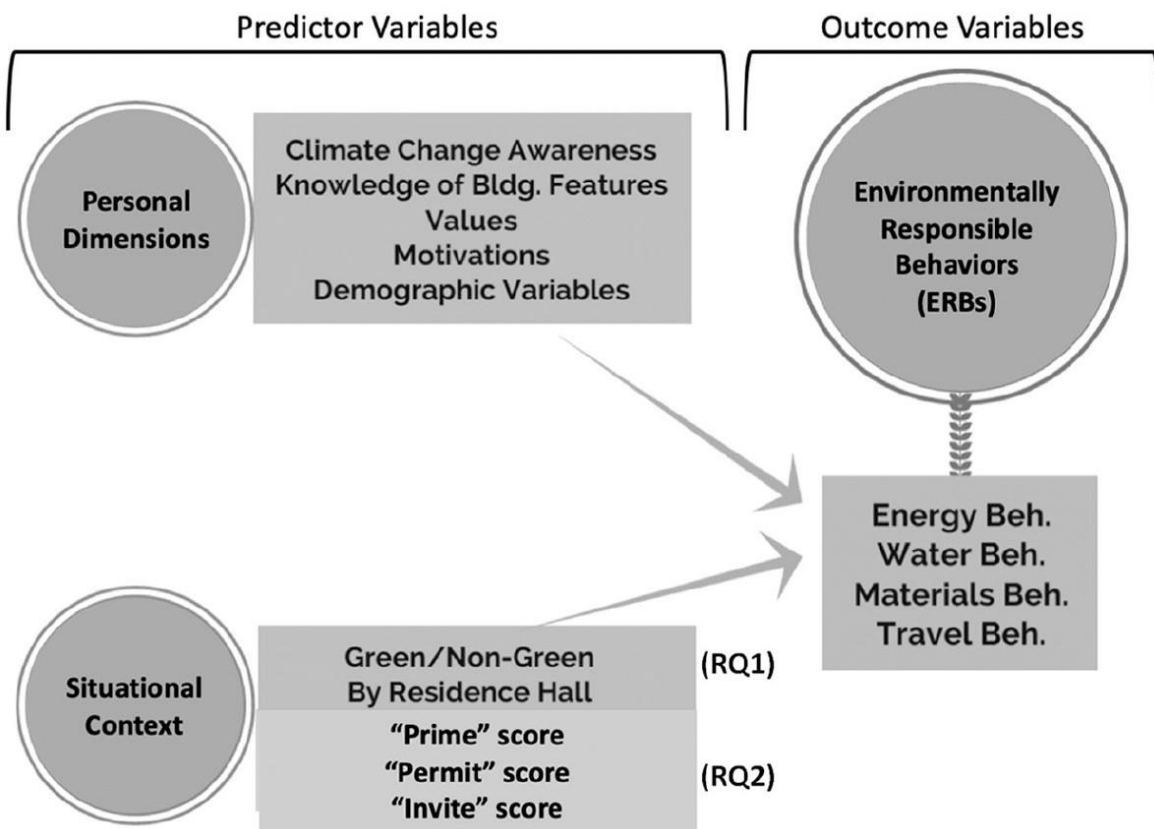 Predictor Variables
Outcome Variables
Personal
Dimensions
Climate Change Awareness
Knowledge of Bldg. Features
Values
Motivations
Demographic Variables
Environmentally
Responsible
Behaviors
(ERBs)
Energy Beh.
Water Beh.
Materials Beh.
Travel Beh.
Situational
Context
Green/Non-Green
By Residence Hall
(RQ1)
“Prime” score
“Permit” score
“Invite” score
(RQ2)